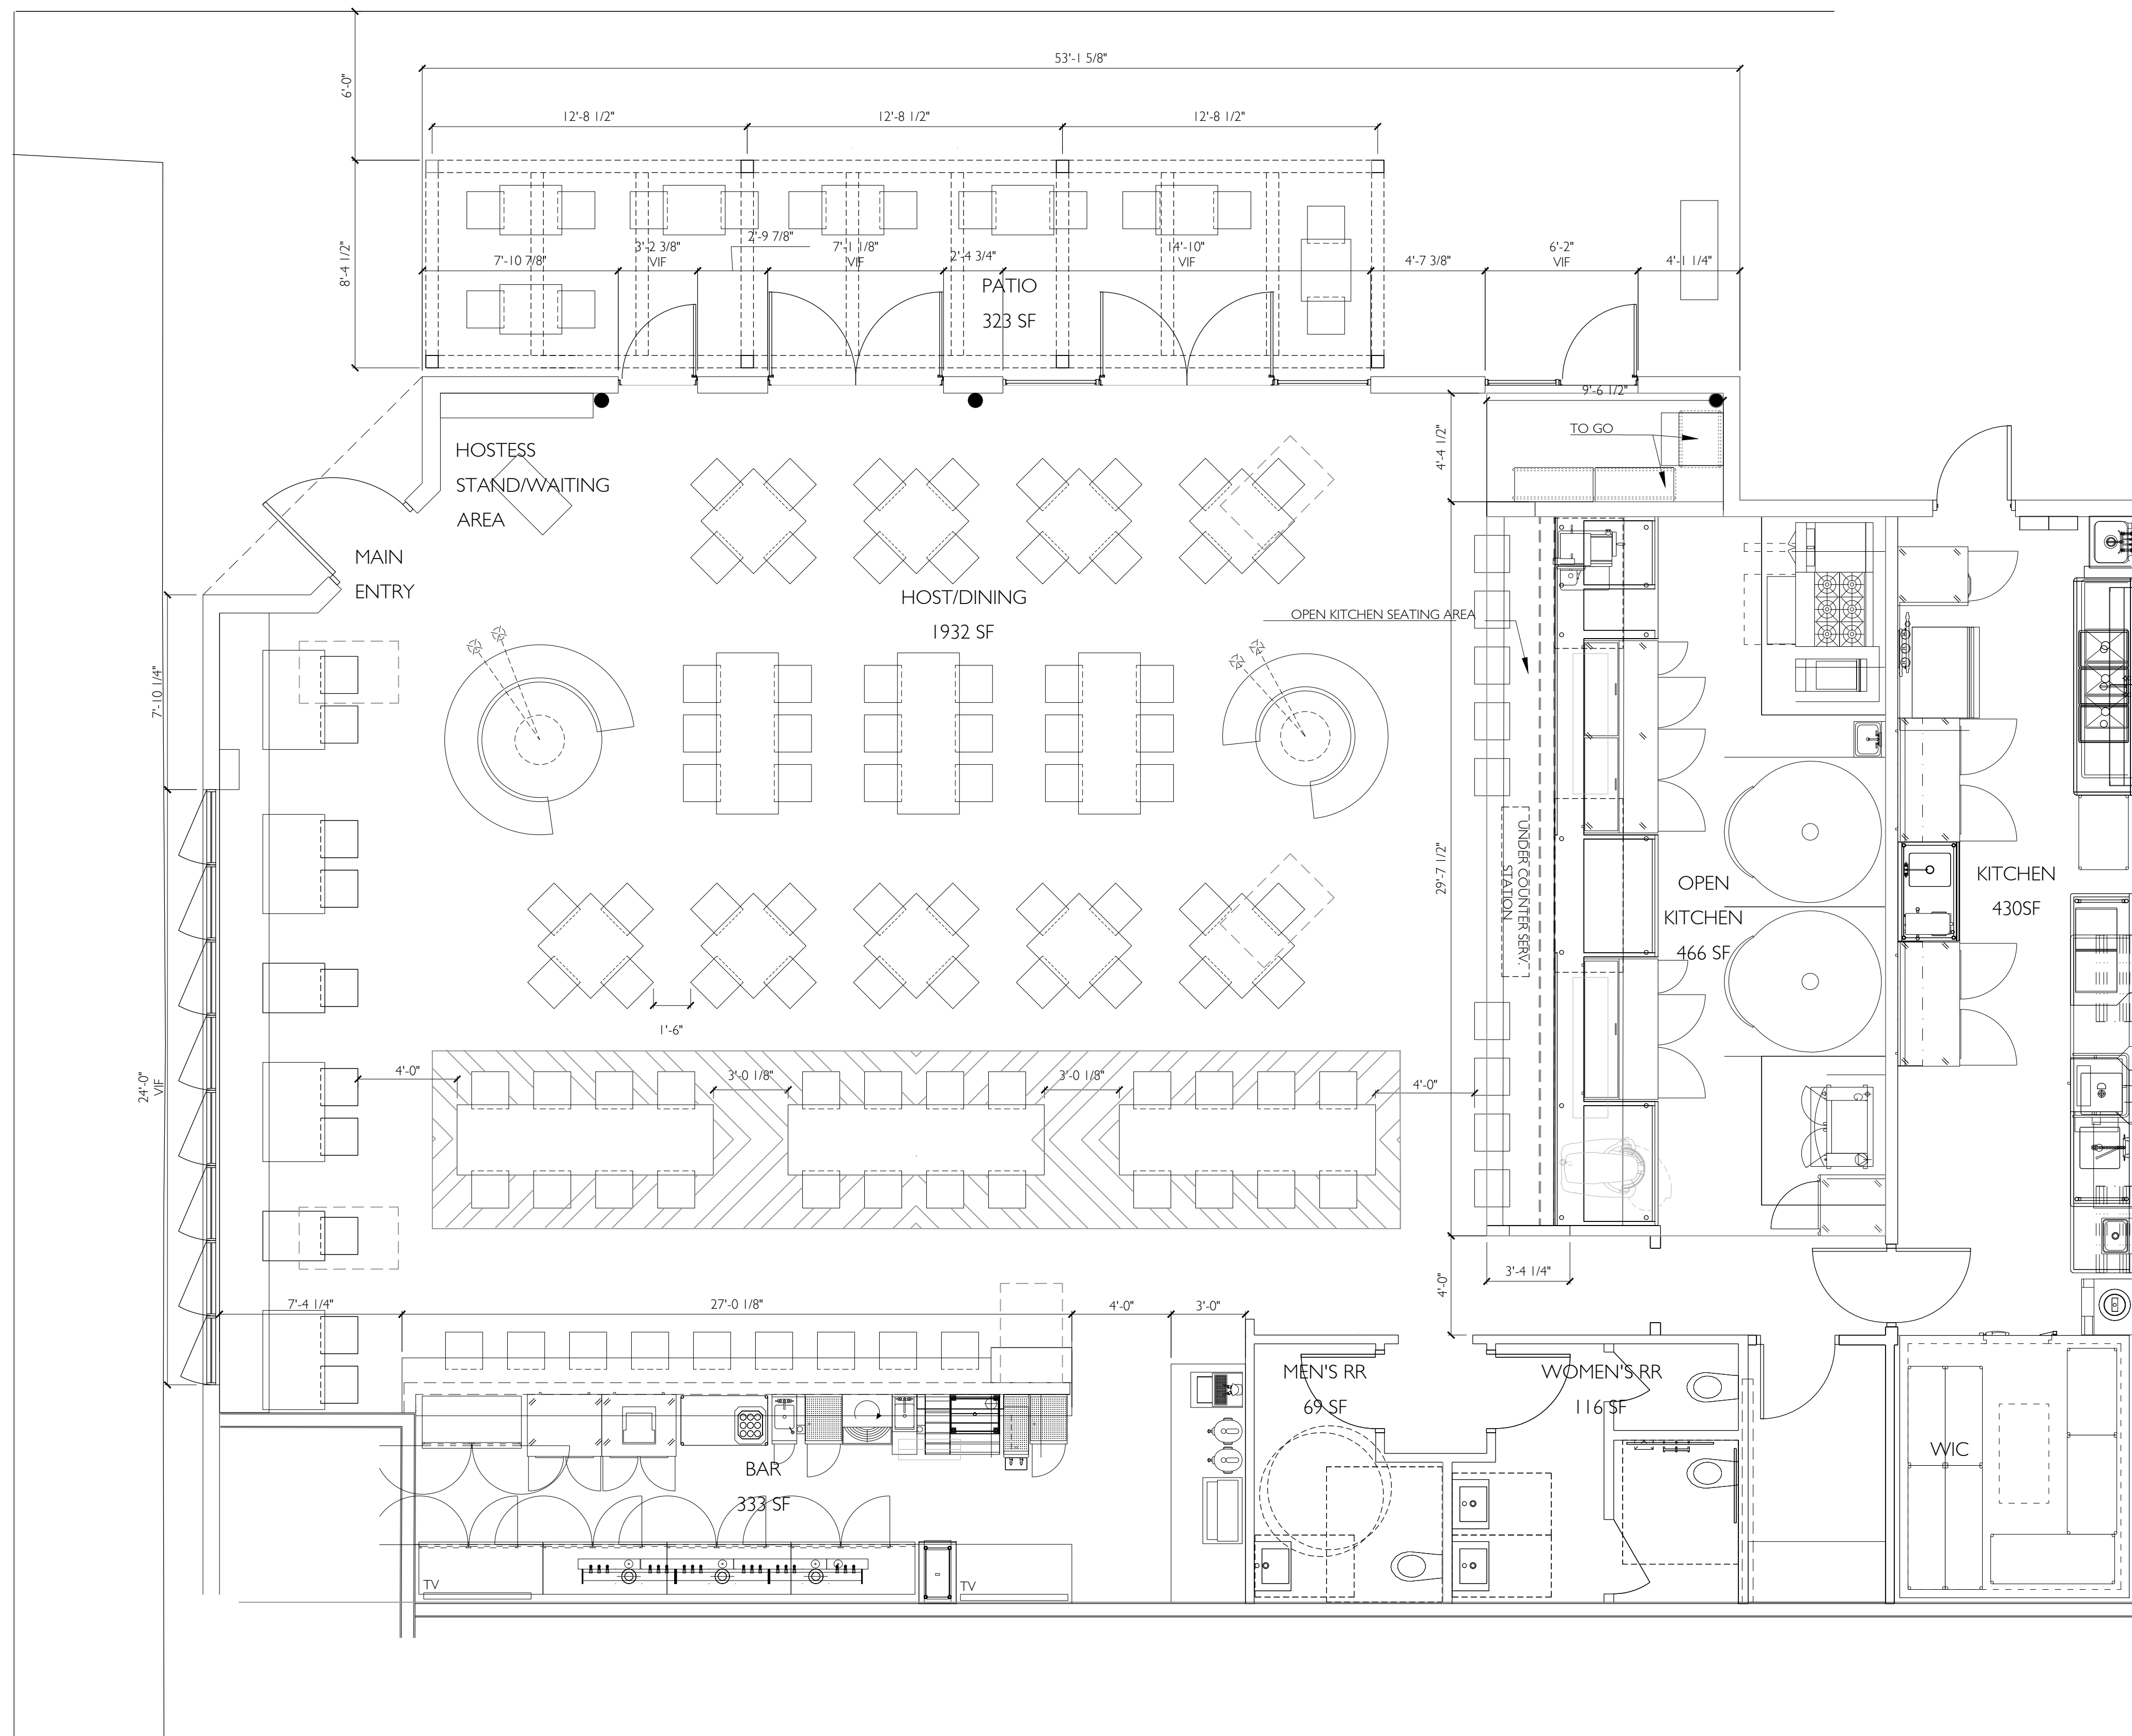 53'-1 5/8"
6'-0"
12'-8 1/2"
12'-8 1/2"
12'-8 1/2"
8'-4 1/2"
7'-10 7/8"
3'-2 3/8"
VIF
2'-9 7/8"
7'-1 1/8"
VIF
2'-4 3/4"
14'-10"
VIF
4'-7 3/8"
6'-2"
VIF
4'-1 1/4"
PATIO
323 SF
9'-6 1/2"
TO GO
4'-4 1/2"
HOSTESS
STAND/WAITING
AREA
MAIN
ENTRY
HOST/DINING
1932 SF
OPEN KITCHEN SEATING AREA
7'-10 1/4"
29'-7 1/2"
UNDER COUNTER SERV.
STATION
OPEN
KITCHEN
466 SF
KITCHEN
430SF
1'-6"
24'-0"
VIF
4'-0"
3'-0 1/8"
3'-0 1/8"
4'-0"
3'-4 1/4"
4'-0"
7'-4 1/4"
27'-0 1/8"
4'-0"
3'-0"
MEN'S RR
69 SF
WOMEN'S RR
116 SF
BAR
333 SF
WIC
TV
TV